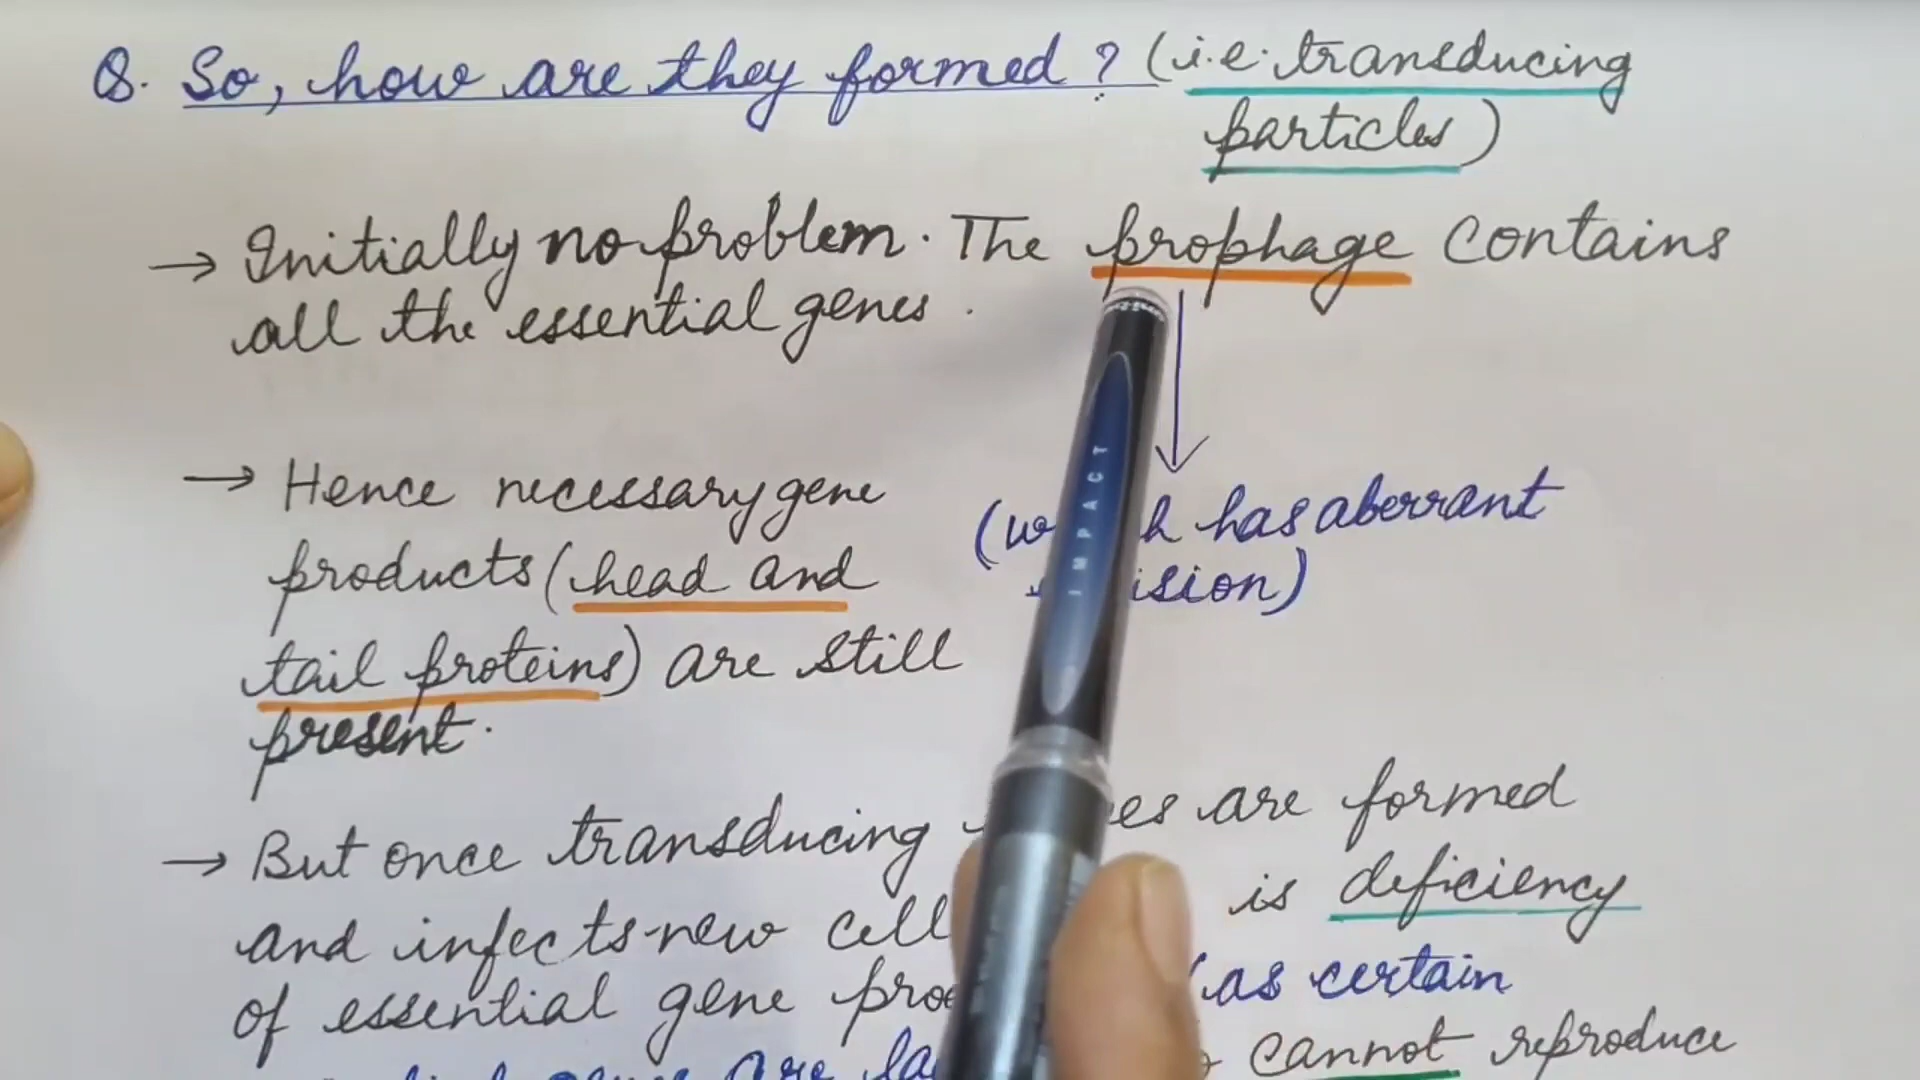 Q. So, how are they formed? (i.e. transducing
particles)
→ Initially no problem. The prophage contains
all the essential genes.
→ Hence necessary gene
products (head and
tail proteins) are still
present.
(w h has aberrant
ision)
IMPACT
→ But once transducing es are formed
and infects new cell is deficiency
of essential gene (as certain
are cannot reproduce